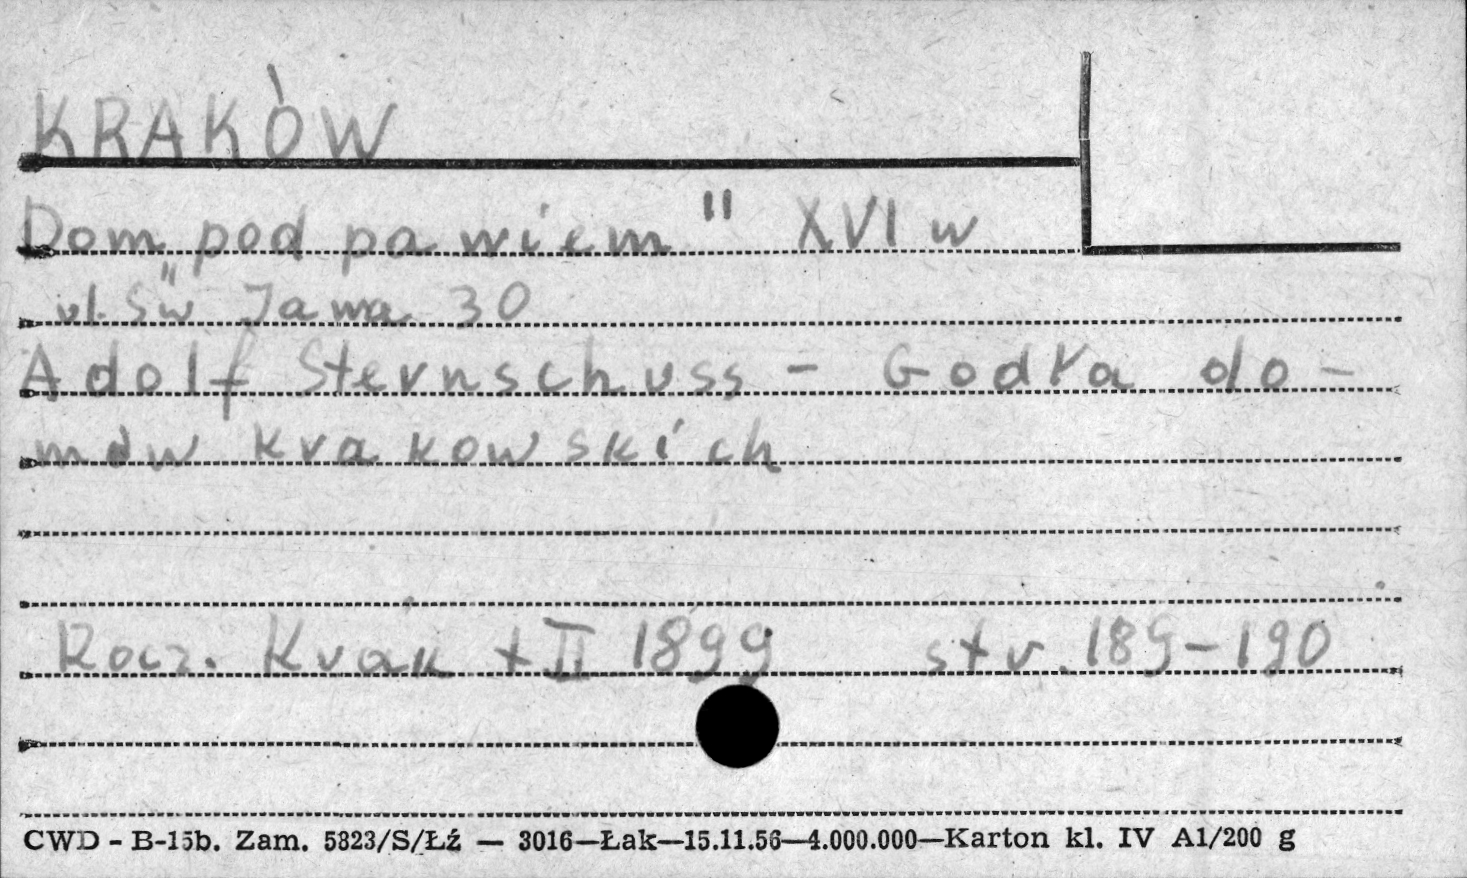 KRAKÓW
Dom pod pawiem" XVI w
ul. Św" Jana 30
Adolf Sternschuss - Godła do-
mów krakowskich
Rocz. Krak t II 1899 str. 189-190
CWD - B-15b. Zam. 5823/S/Łź — 3016—Łak—15.11.56—4.000.000—Karton kl. IV A1/200 g